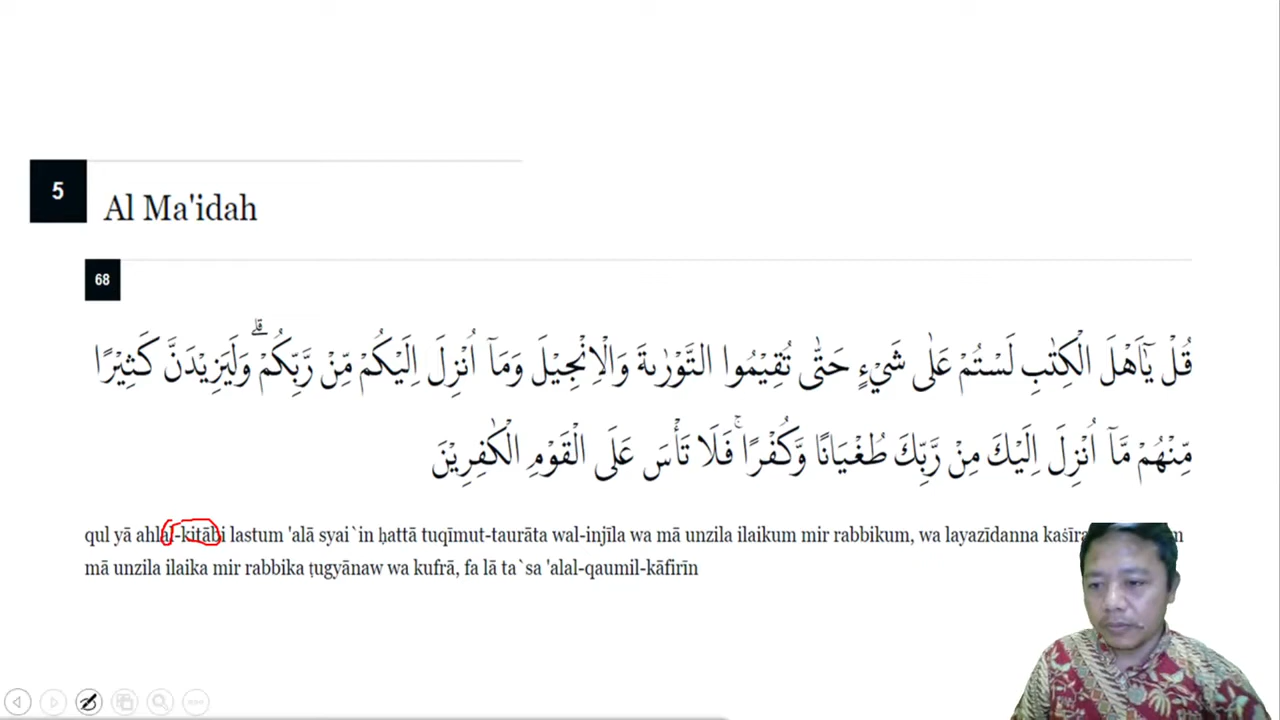 5
Al Ma'idah
68
قُلْ يٰٓاَهْلَ الْكِتٰبِ لَسْتُمْ عَلٰى شَيْءٍ حَتّٰى تُقِيْمُوا التَّوْرٰىةَ وَالْاِنْجِيْلَ وَمَآ اُنْزِلَ اِلَيْكُمْ مِّنْ رَّبِّكُمْ ۗوَلَيَزِيْدَنَّ كَثِيْرًا
مِّنْهُمْ مَّآ اُنْزِلَ اِلَيْكَ مِنْ رَّبِّكَ طُغْيَانًا وَّكُفْرًاۚ فَلَا تَأْسَ عَلَى الْقَوْمِ الْكٰفِرِيْنَ
qul yā ahlal-kitābi lastum 'alā syai`in ḥattā tuqīmut-taurāta wal-injīla wa mā unzila ilaikum mir rabbikum, wa layazīdanna
mā unzila ilaika mir rabbika ṭugyānaw wa kufrā, fa lā ta`sa 'alal-qaumil-kāfirīn